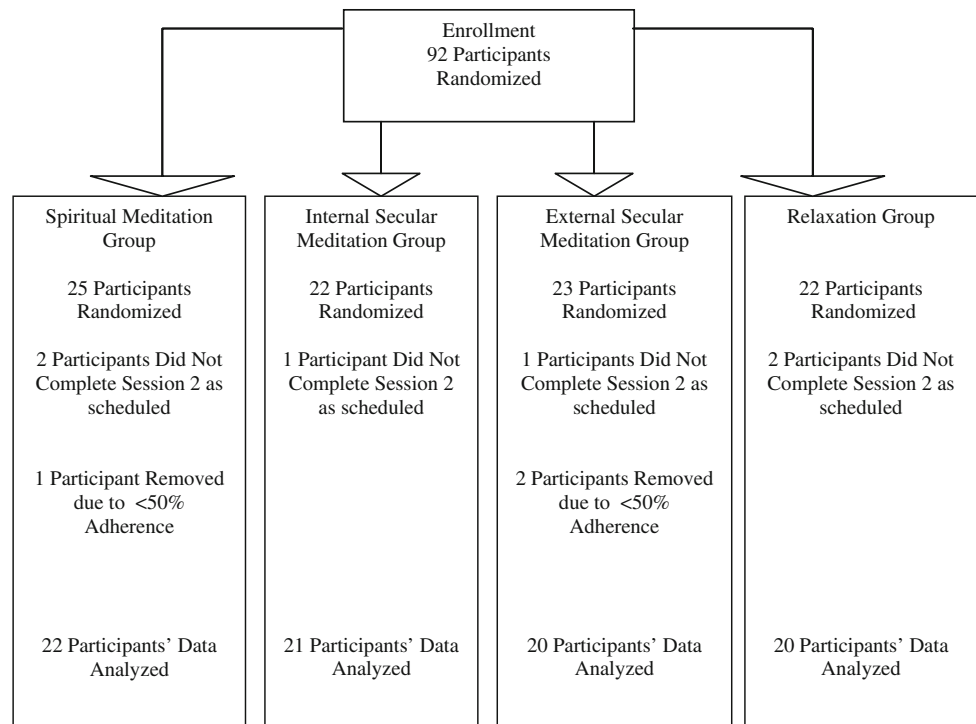 Enrollment
92 Participants
Randomized
Spiritual Meditation
Group
25 Participants
Randomized
2 Participants Did Not
Complete Session 2 as
scheduled
1 Participant Removed
due to <50%
Adherence
22 Participants’ Data
Analyzed
Internal Secular
Meditation Group
22 Participants
Randomized
1 Participant Did Not
Complete Session 2
as scheduled
21 Participants’ Data
Analyzed
External Secular
Meditation Group
23 Participants
Randomized
1 Participants Did Not
Complete Session 2 as
scheduled
2 Participants Removed
due to <50%
Adherence
20 Participants’ Data
Analyzed
Relaxation Group
22 Participants
Randomized
2 Participants Did Not
Complete Session 2 as
scheduled
20 Participants’ Data
Analyzed